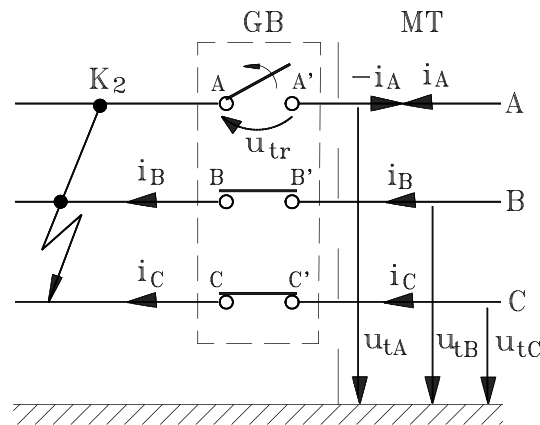 GB MT
K2 A A' -iA iA A
utr
iB B B' iB B
iC C C' iC C
utA utB utC